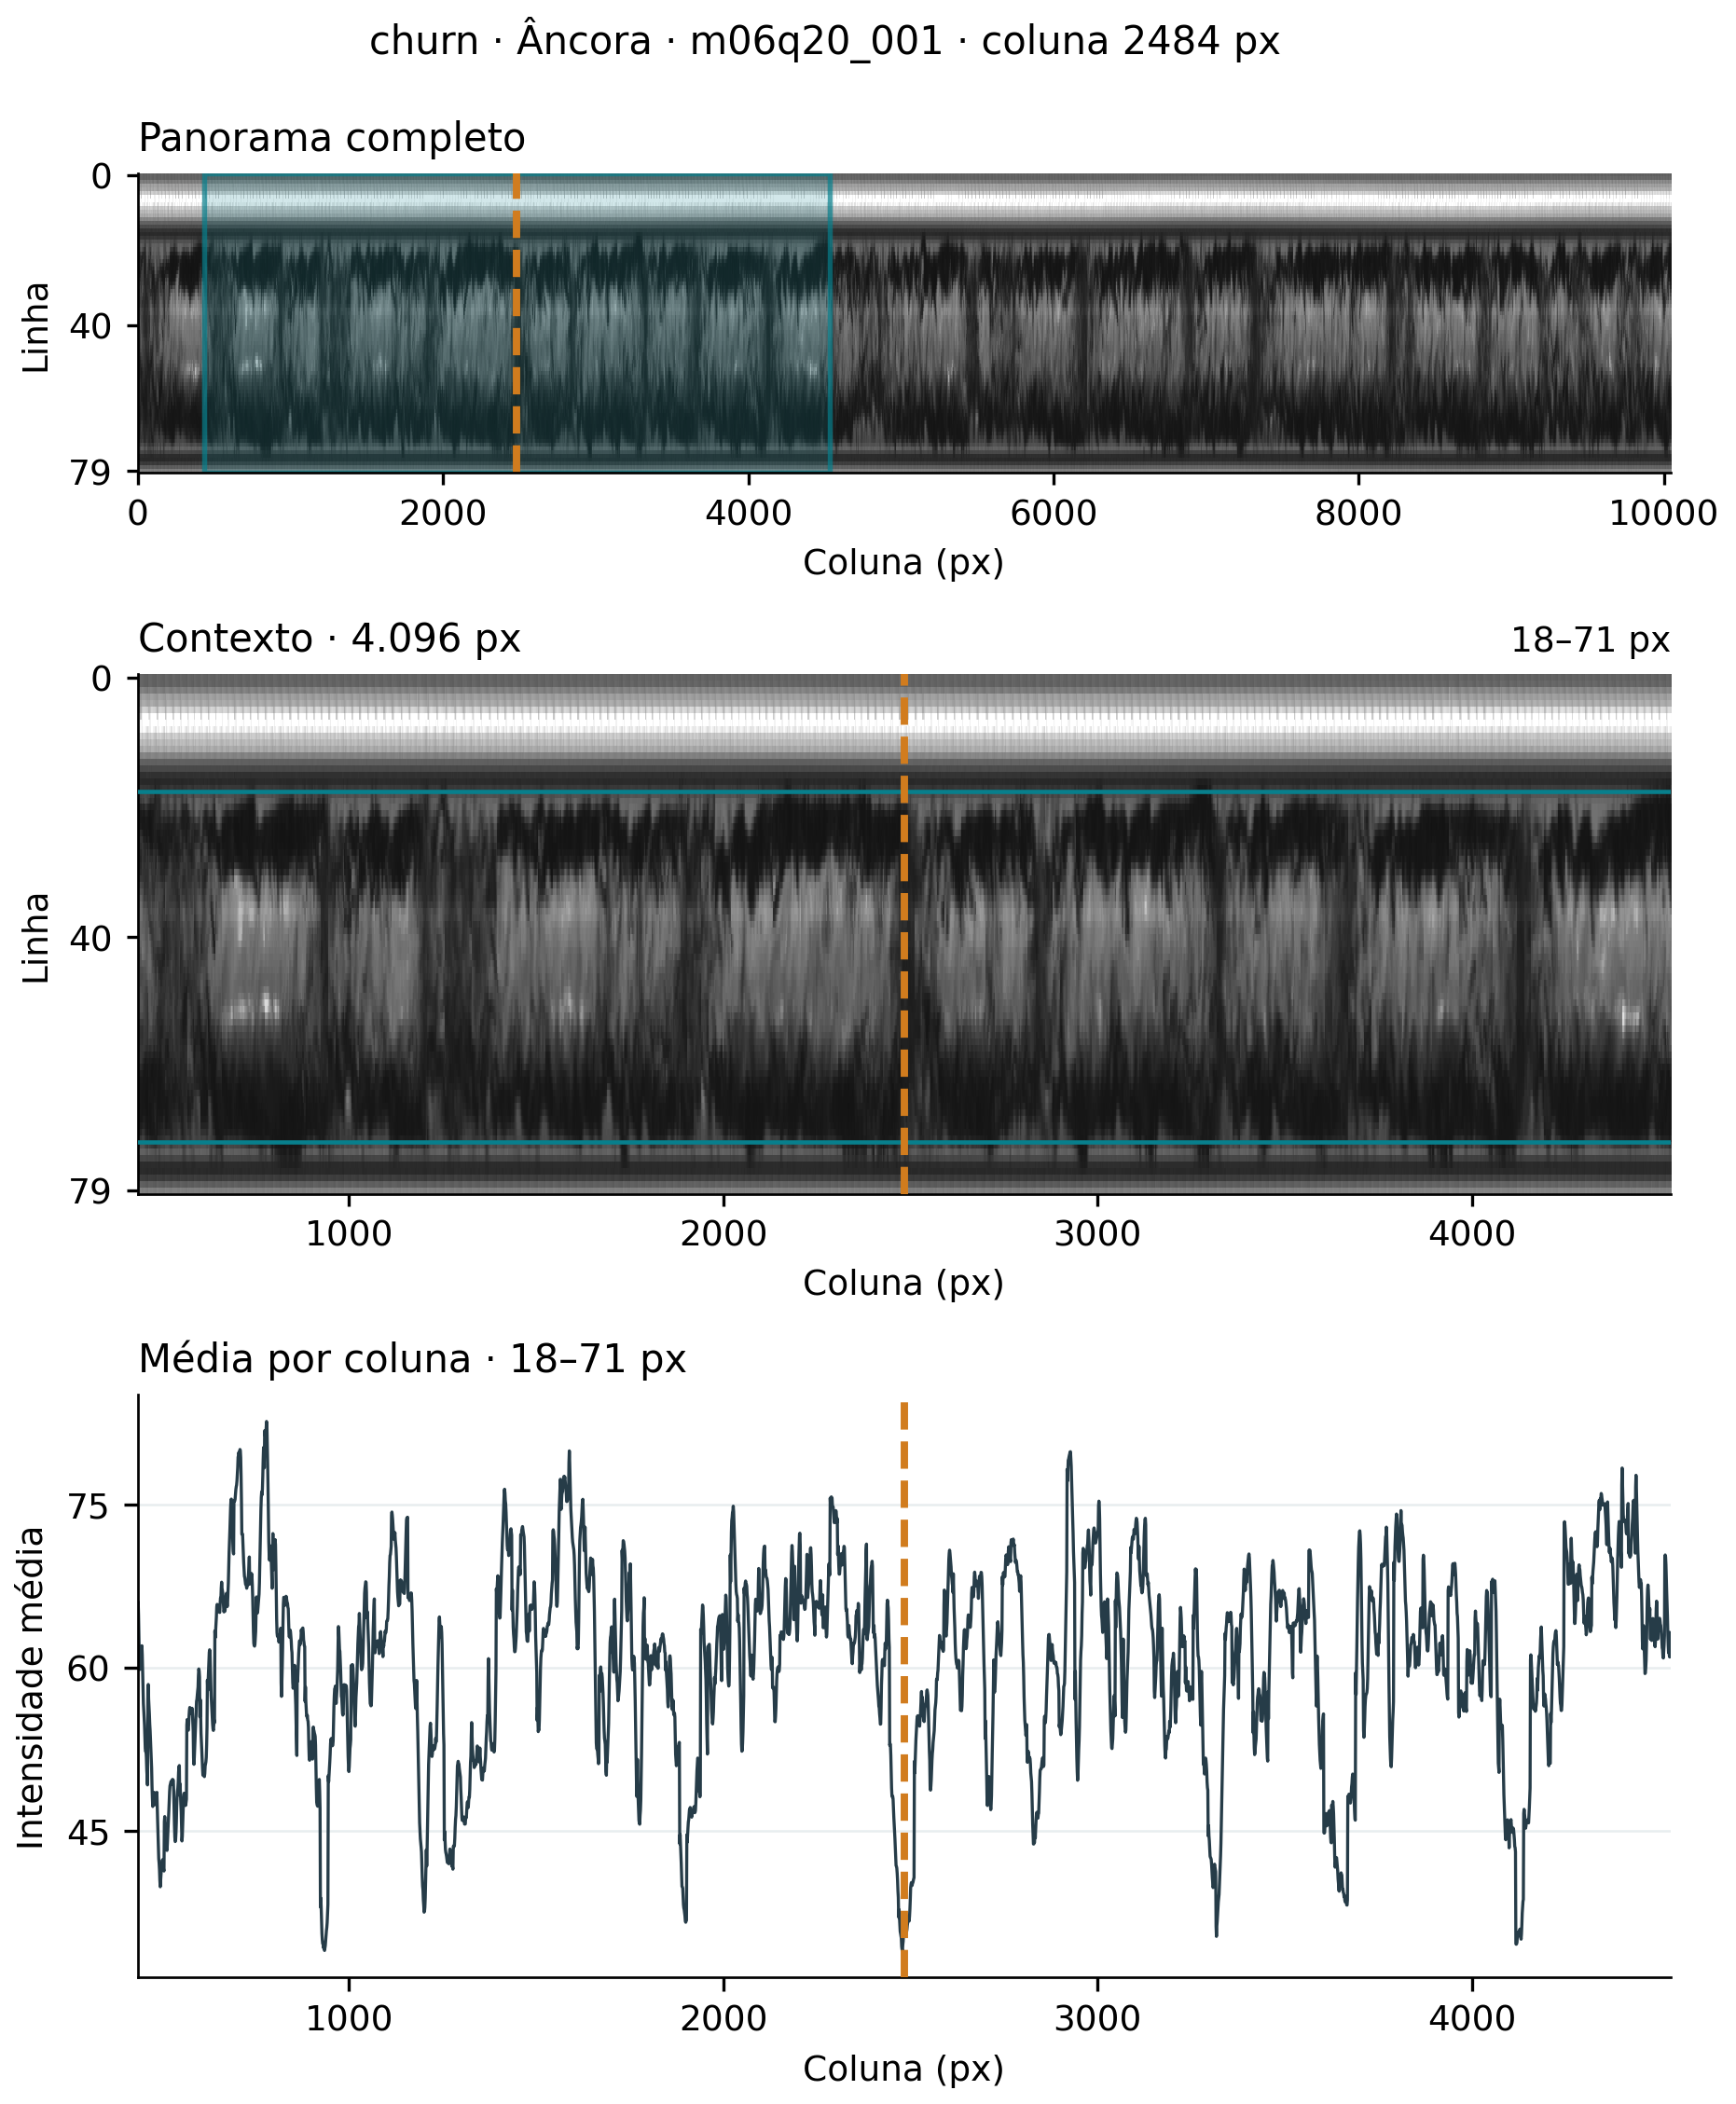 churn · Âncora · m06q20_001 · coluna 2484 px
Panorama completo
0
40
79
Linha
0 2000 4000 6000 8000 10000
Coluna (px)
Contexto · 4.096 px 18–71 px
0
40
79
Linha
1000 2000 3000 4000
Coluna (px)
Média por coluna · 18–71 px
75
60
45
Intensidade média
1000 2000 3000 4000
Coluna (px)